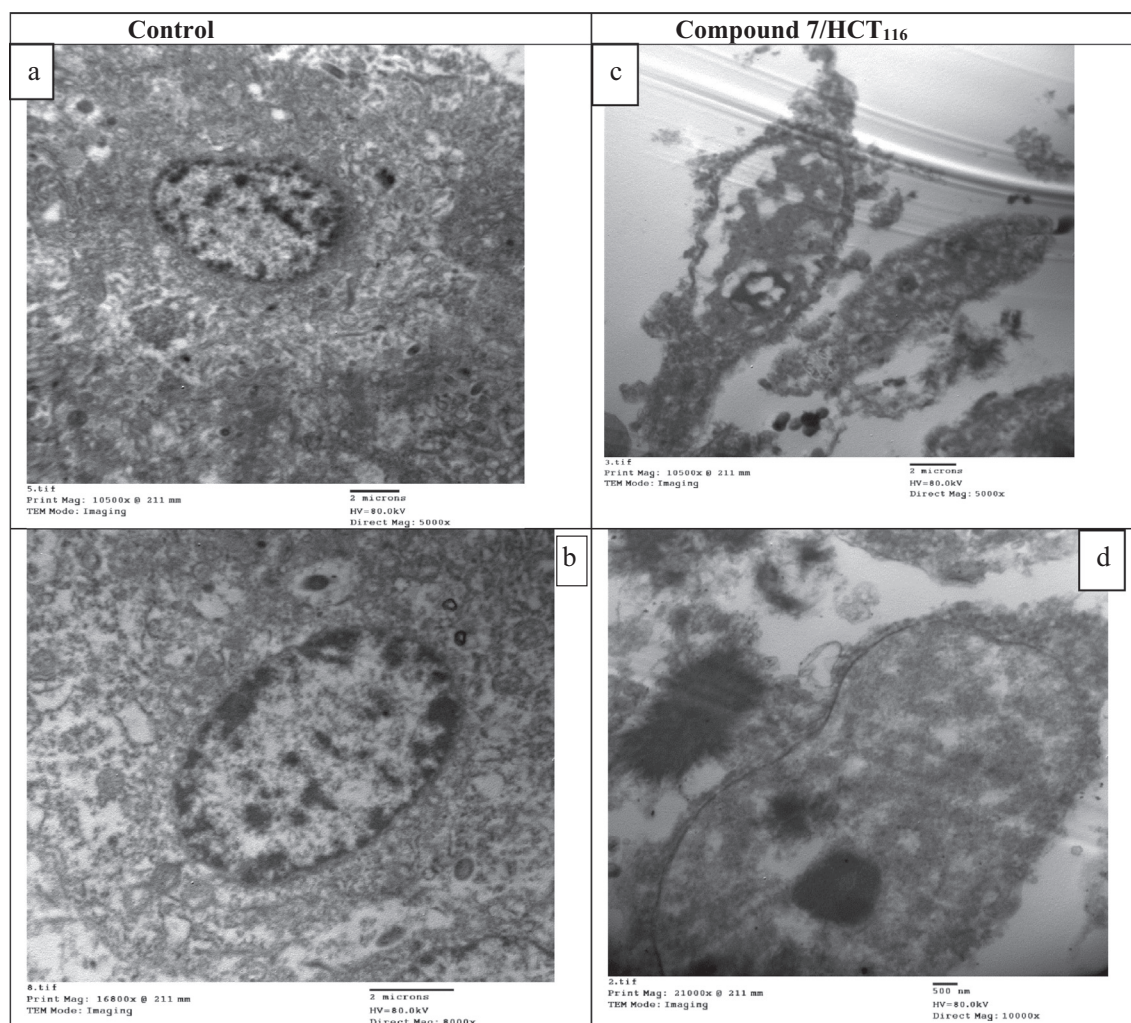 Control
Compound 7/HCT116
a
c
5.tif
Print Mag: 10500x @ 211 mm
TEM Mode: Imaging
2 microns
HV=80.0kV
Direct Mag: 5000x
3.tif
Print Mag: 10500x @ 211 mm
TEM Mode: Imaging
2 microns
HV=80.0kV
Direct Mag: 5000x
b
d
8.tif
Print Mag: 16800x @ 211 mm
TEM Mode: Imaging
2 microns
HV=80.0kV
Direct Mag: 8000x
2.tif
Print Mag: 21000x @ 211 mm
TEM Mode: Imaging
500 nm
HV=80.0kV
Direct Mag: 10000x